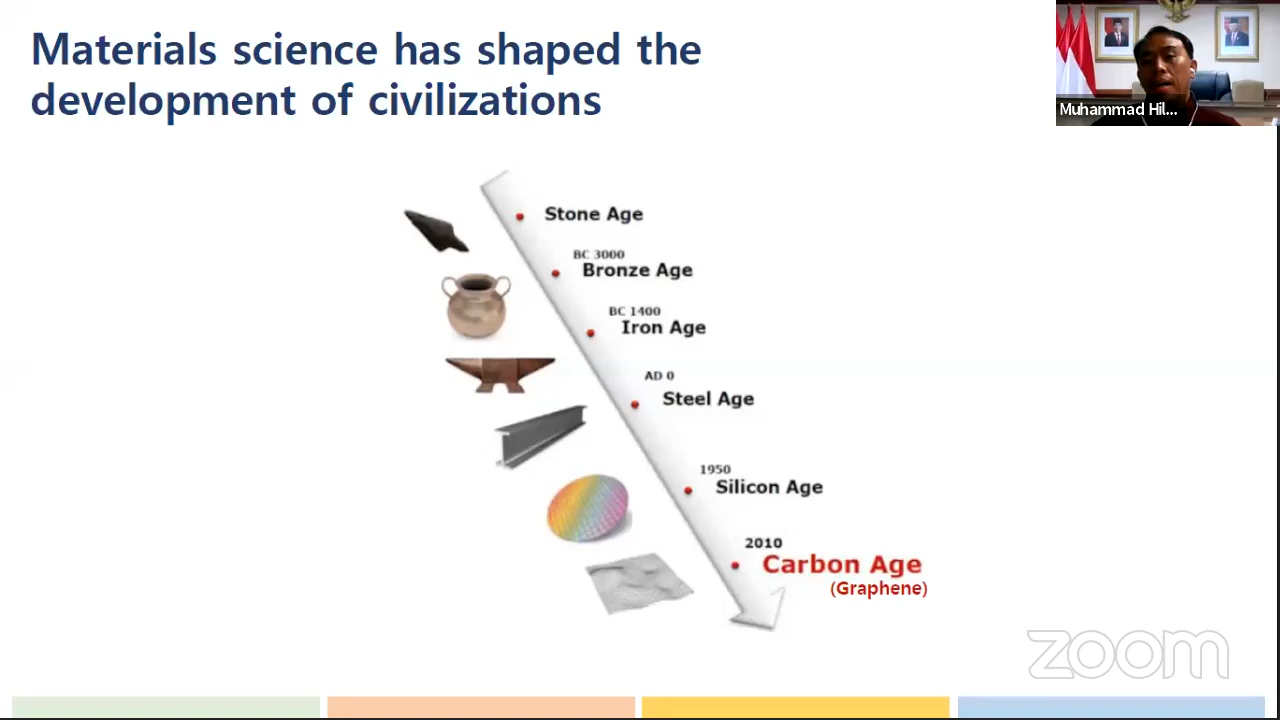 Materials science has shaped the
development of civilizations
Muhammad Hil...
Stone Age
BC 3000
Bronze Age
BC 1400
Iron Age
AD 0
Steel Age
1950
Silicon Age
2010
Carbon Age
(Graphene)
zoom